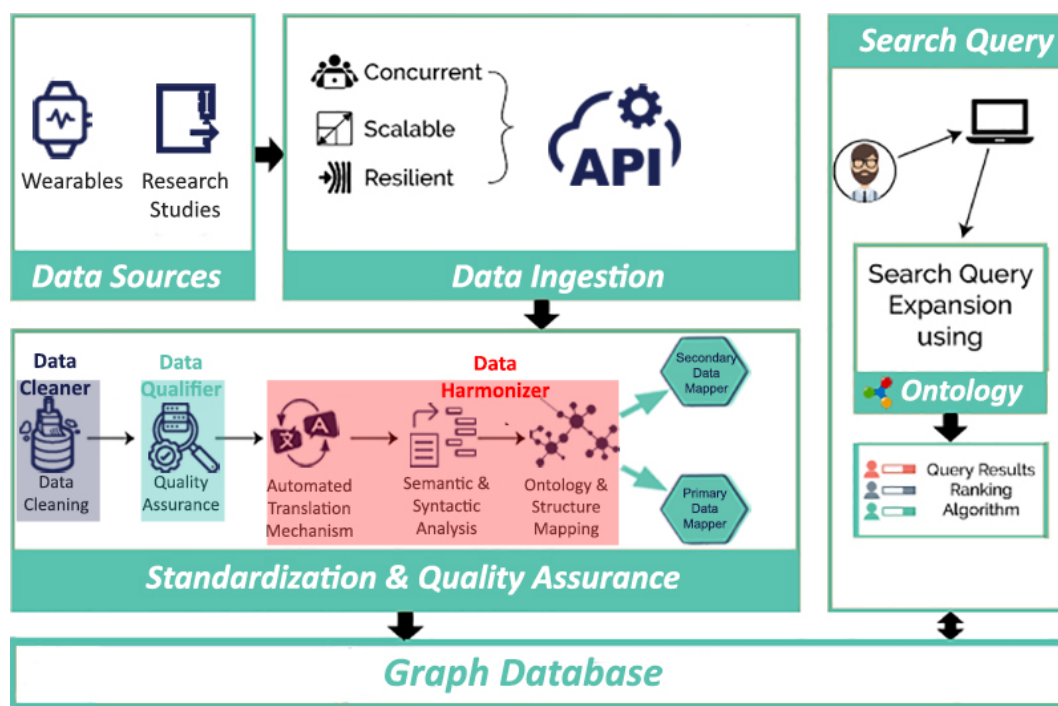 Wearables
Research
Studies
Data Sources
Concurrent
Scalable
Resilient
API
Data Ingestion
Search Query
Search Query
Expansion
using
Ontology
Query Results
Ranking
Algorithm
Data
Cleaner
Data
Cleaning
Data
Qualifier
Quality
Assurance
Data
Harmonizer
文
A
Automated
Translation
Mechanism
Semantic &
Syntactic
Analysis
Ontology &
Structure
Mapping
Secondary
Data
Mapper
Primary
Data
Mapper
Standardization & Quality Assurance
Graph Database